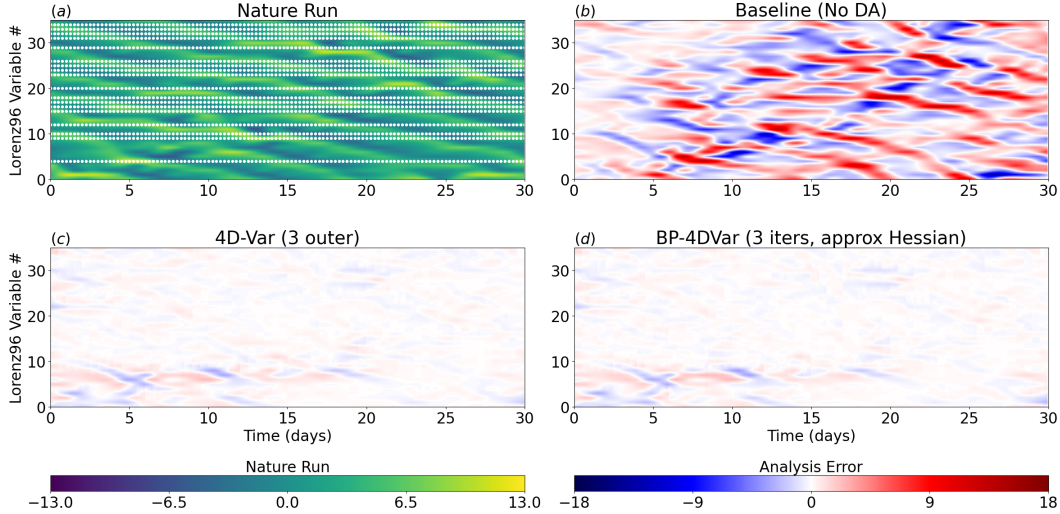 (a) Nature Run
(b) Baseline (No DA)
Lorenz96 Variable #
30
20
10
0
0 5 10 15 20 25 30
30
20
10
0
0 5 10 15 20 25 30
(c) 4D-Var (3 outer)
(d) BP-4DVar (3 iters, approx Hessian)
Lorenz96 Variable #
30
20
10
0
0 5 10 15 20 25 30
Time (days)
30
20
10
0
0 5 10 15 20 25 30
Time (days)
Nature Run
−13.0 −6.5 0.0 6.5 13.0
Analysis Error
−18 −9 0 9 18